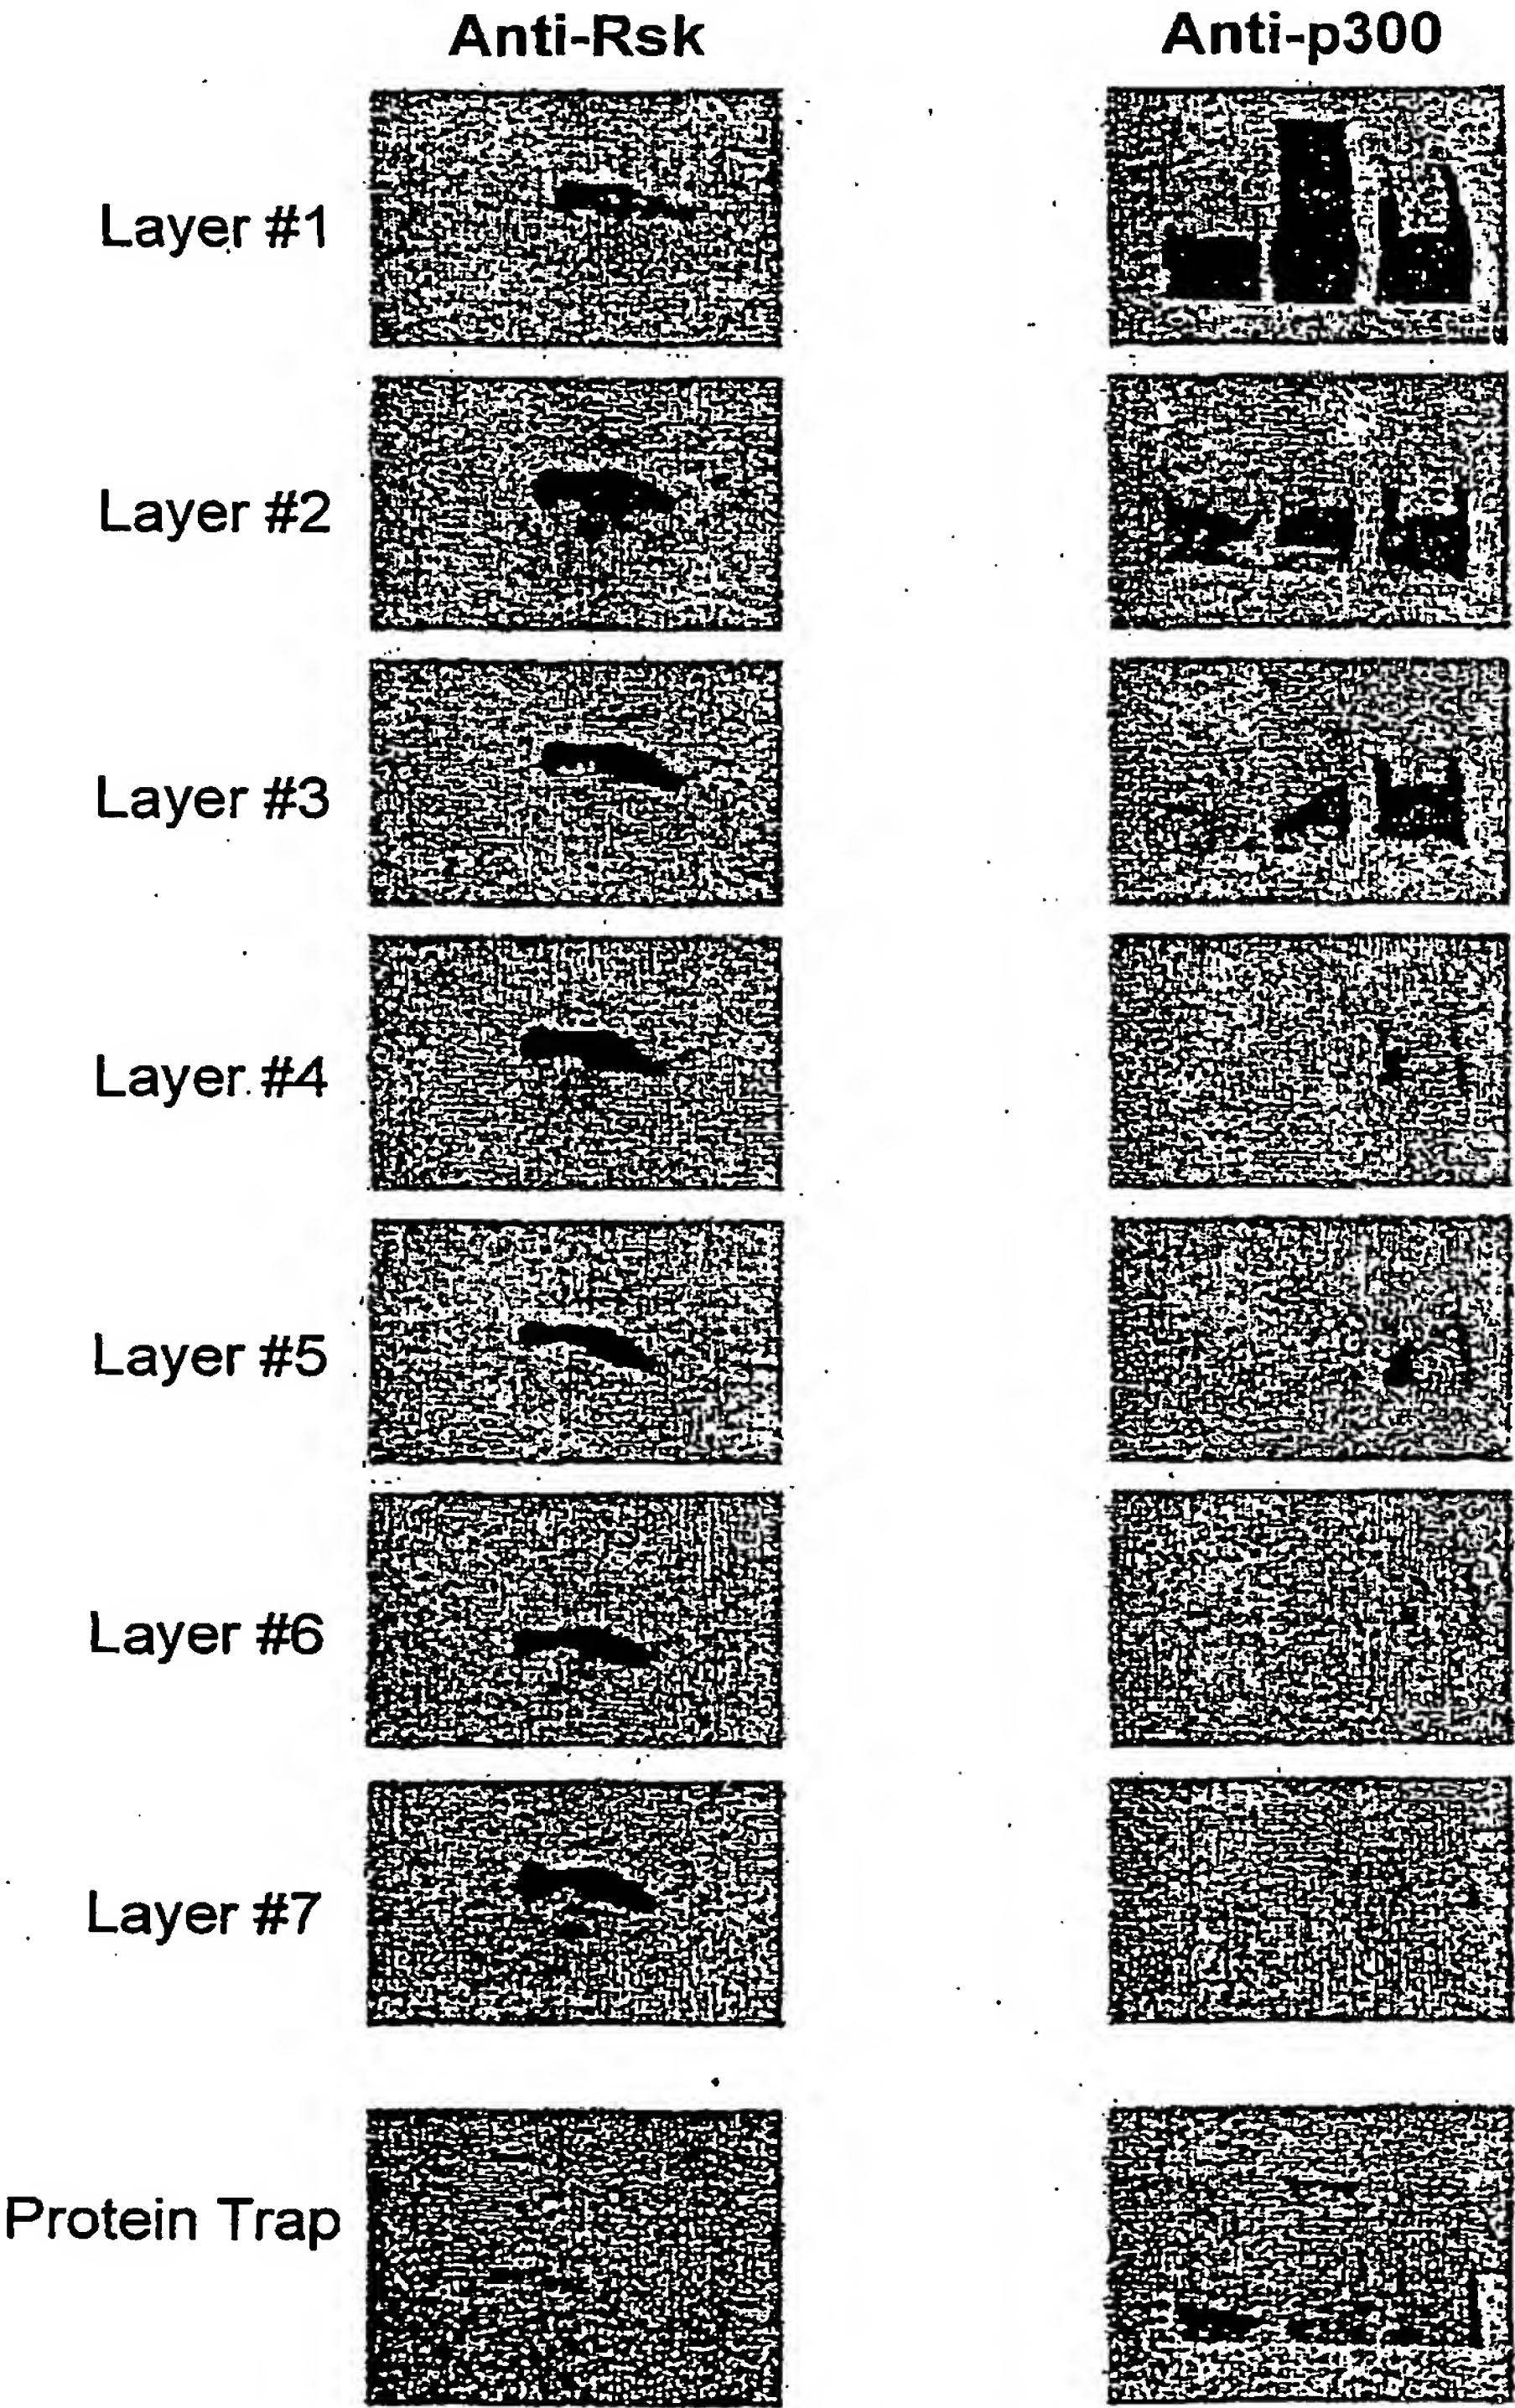 Anti-Rsk Anti-p300
Layer #1
Layer #2
Layer #3
Layer #4
Layer #5
Layer #6
Layer #7
Protein Trap